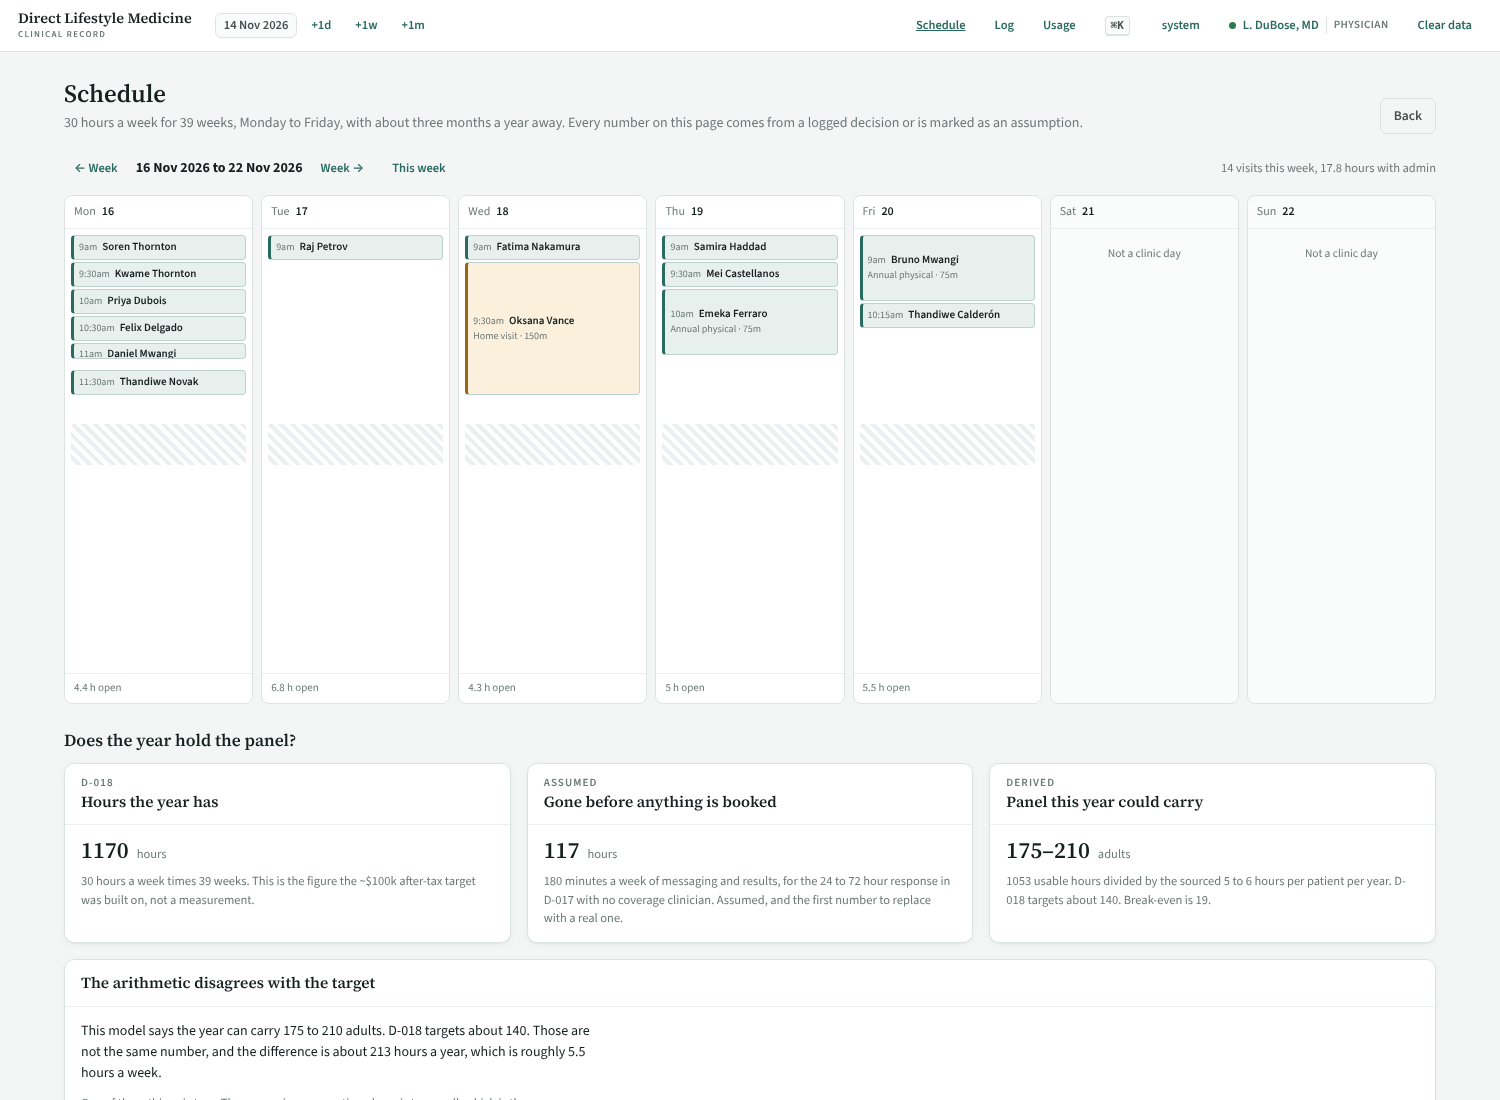 Direct Lifestyle Medicine
CLINICAL RECORD
14 Nov 2026
+1d
+1w
+1m
Schedule
Log
Usage
⌘K
system
L. DuBose, MD
PHYSICIAN
Clear data
Schedule
30 hours a week for 39 weeks, Monday to Friday, with about three months a year away. Every number on this page comes from a logged decision or is marked as an assumption.
Back
← Week
16 Nov 2026 to 22 Nov 2026
Week →
This week
14 visits this week, 17.8 hours with admin
Mon 16
9am Soren Thornton
9:30am Kwame Thornton
10am Priya Dubois
10:30am Felix Delgado
11am Daniel Mwangi
11:30am Thandiwe Novak
4.4 h open
Tue 17
9am Raj Petrov
6.8 h open
Wed 18
9am Fatima Nakamura
9:30am Oksana Vance
Home visit · 150m
4.3 h open
Thu 19
9am Samira Haddad
9:30am Mei Castellanos
10am Emeka Ferraro
Annual physical · 75m
5 h open
Fri 20
9am Bruno Mwangi
Annual physical · 75m
10:15am Thandiwe Calderón
5.5 h open
Sat 21
Not a clinic day
Sun 22
Not a clinic day
Does the year hold the panel?
D-018
Hours the year has
1170 hours
30 hours a week times 39 weeks. This is the figure the ~$100k after-tax target
was built on, not a measurement.
ASSUMED
Gone before anything is booked
117 hours
180 minutes a week of messaging and results, for the 24 to 72 hour response in
D-017 with no coverage clinician. Assumed, and the first number to replace
with a real one.
DERIVED
Panel this year could carry
175–210 adults
1053 usable hours divided by the sourced 5 to 6 hours per patient per year. D-
018 targets about 140. Break-even is 19.
The arithmetic disagrees with the target
This model says the year can carry 175 to 210 adults. D-018 targets about 140. Those are
not the same number, and the difference is about 213 hours a year, which is roughly 5.5
hours a week.